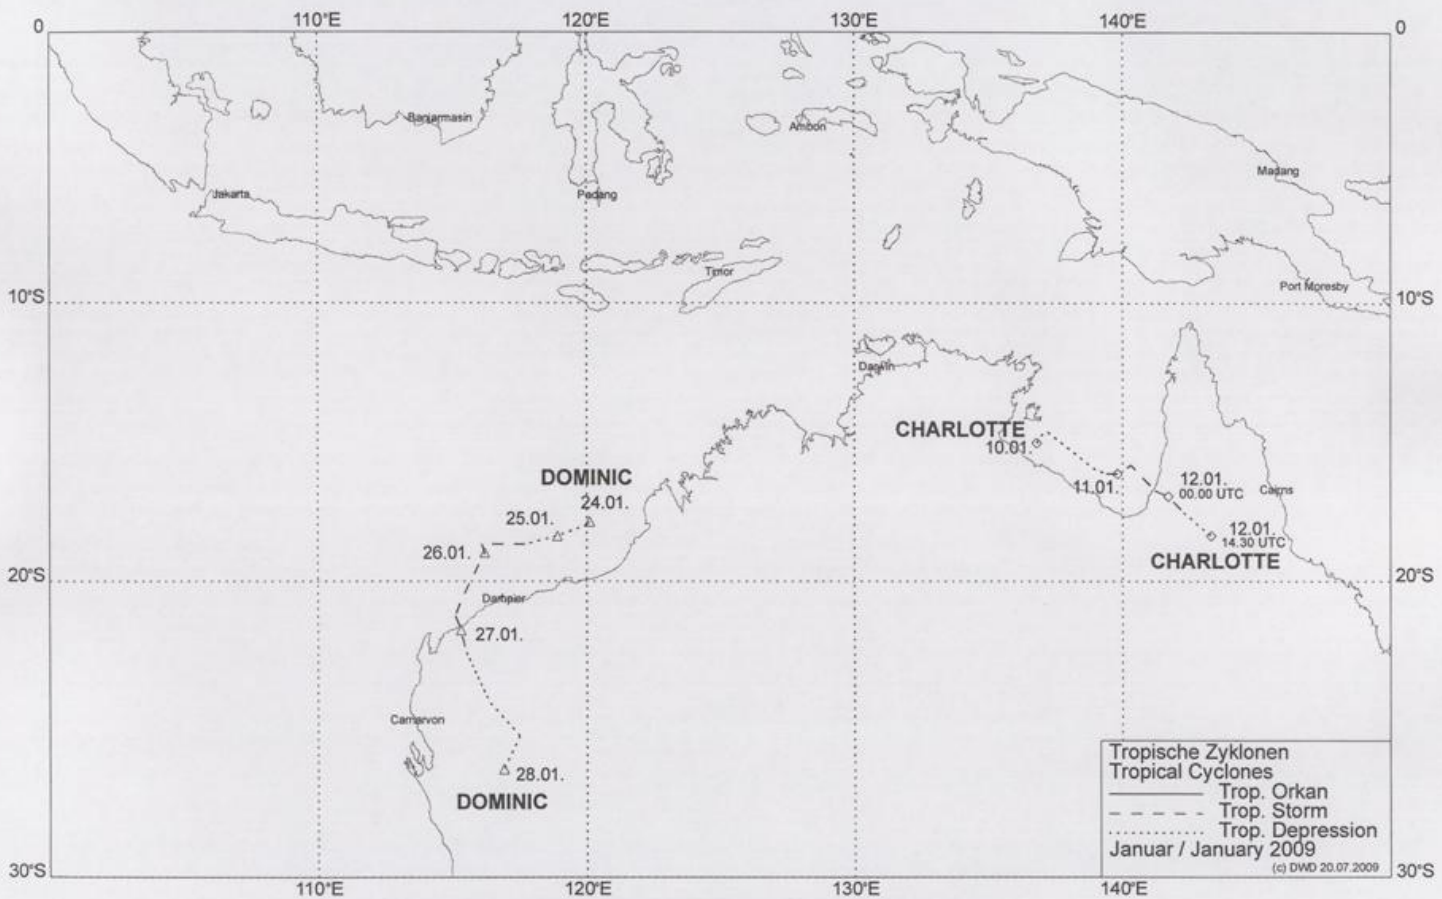 110°E 120°E 130°E 140°E
0 0
Banjarmasin
Ambon
Madang
Jakarta
Padang
Timor
Port Moresby
10°S 10°S
Darwin
CHARLOTTE
10.01.
DOMINIC
11.01.
12.01.
00.00 UTC
Cairns
24.01.
25.01.
12.01.
14.30 UTC
26.01.
CHARLOTTE
20°S 20°S
Dampier
27.01.
Carnarvon
28.01.
DOMINIC
Tropische Zyklonen
Tropical Cyclones
Trop. Orkan
Trop. Storm
Trop. Depression
Januar / January 2009
(c) DWD 20.07.2009
30°S 30°S
110°E 120°E 130°E 140°E